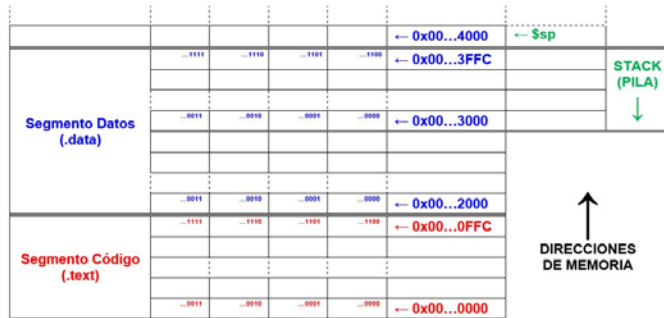 ← 0x00...4000 ← $sp
...1111 ...1110 ...1101 ...1100 ← 0x00...3FFC
STACK
(PILA)
↓
...0011 ...0010 ...0001 ...0000 ← 0x00...3000
Segmento Datos
(.data)
...0011 ...0010 ...0001 ...0000 ← 0x00...2000
...1111 ...1110 ...1101 ...1100 ← 0x00...0FFC
↑
DIRECCIONES
DE MEMORIA
Segmento Código
(.text)
...0011 ...0010 ...0001 ...0000 ← 0x00...0000